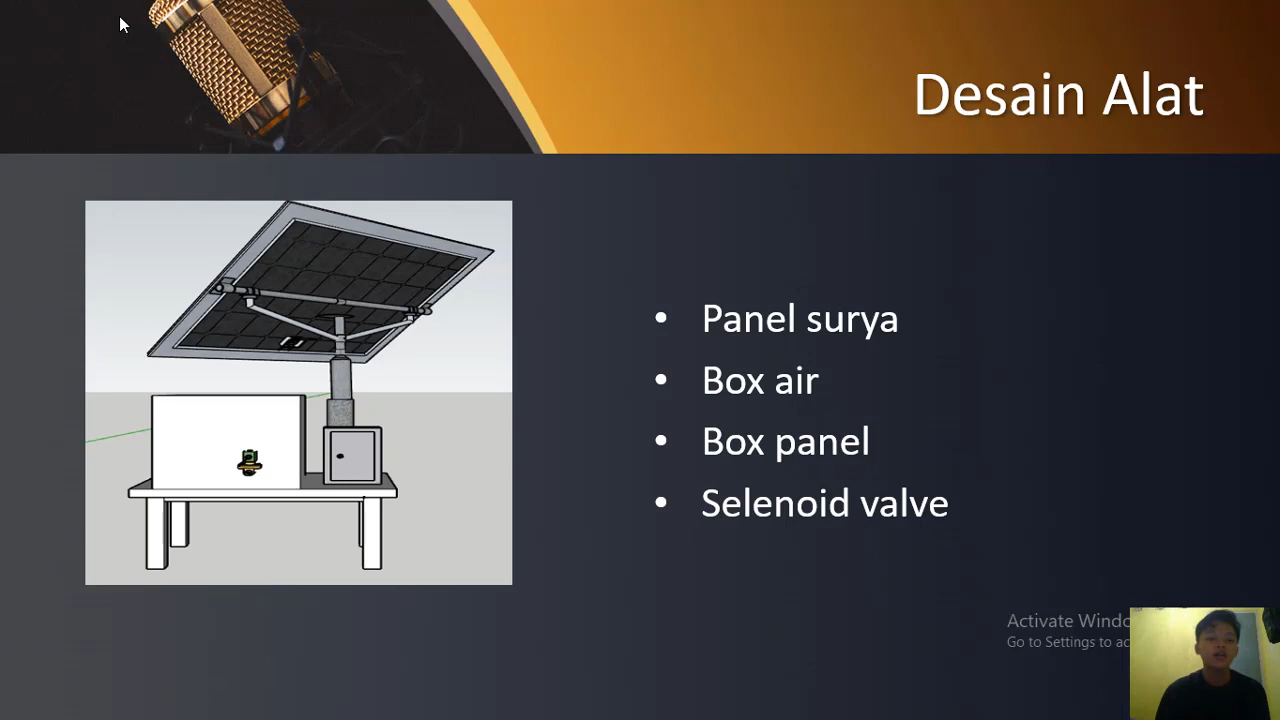 Desain Alat
• Panel surya
• Box air
• Box panel
• Selenoid valve
Activate Windo
Go to Settings to ac